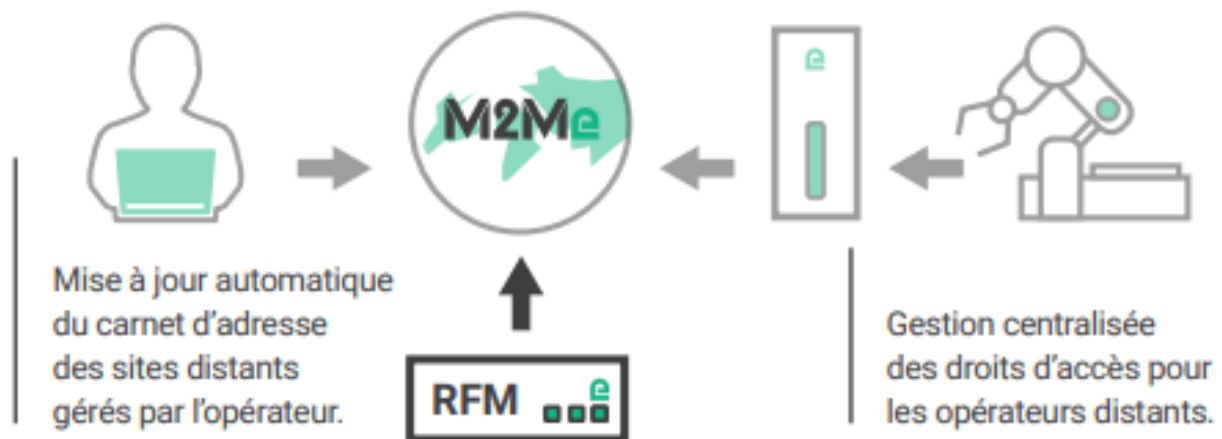 M2Me
Mise à jour automatique
du carnet d'adresse
des sites distants
gérés par l'opérateur.
RFM
Gestion centralisée
des droits d'accès pour
les opérateurs distants.